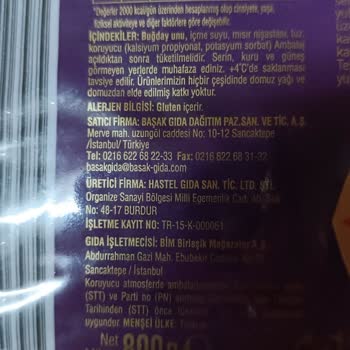 *Değerler 2000 kcal/gün üzerinden hesaplanmış olup cinsiyete, yaşa,
fiziksel aktiviteye ve diğer faktörlere göre değişebilir.
İÇİNDEKİLER: Buğday unu, içme suyu, mısır nişastası, tuz,
koruyucu (kalsiyum propiyonat, potasyum sorbat) Ambalaj
açıldıktan sonra tüketilmelidir. Serin, kuru ve güneş
görmeyen yerlerde muhafaza ediniz. +4°C'de saklanması
tavsiye edilir. Ürünlerimizin hiçbir çeşidinde domuz yağı ve
domuzdan elde edilmiş katkı yoktur.
ALERJEN BİLGİSİ: Gluten içerir.
SATICI FİRMA: BAŞAK GIDA DAĞITIM PAZ.SAN. VE TİC. A.Ş.
Merve mah. uzungöl caddesi No: 10-12 Sancaktepe
/İstanbul/ Türkiye
Tel: 0216 622 68 22-33 Fax: 0216 622 68 31-32
basakgida@basak-gida.com
ÜRETİCİ FİRMA: HASTEL GIDA SAN. TİC. LTD. ŞTİ.
Organize Sanayi Bölgesi Milli Egemenlik Cad.
No: 48-17 BURDUR
İŞLETME KAYIT NO: TR-15-K-000061
GIDA İŞLETMECİSİ: BİM Birleşik Mağazalar A.Ş.
Abdurrahman Gazi Mah. Ebubekir
Sancaktepe / İstanbul
Koruyucu atmosferde
(STT) ve Parti no (PN)
Tarihinden (STT) önce
uygundur. MENŞEİ ÜLKE
Net 800g e